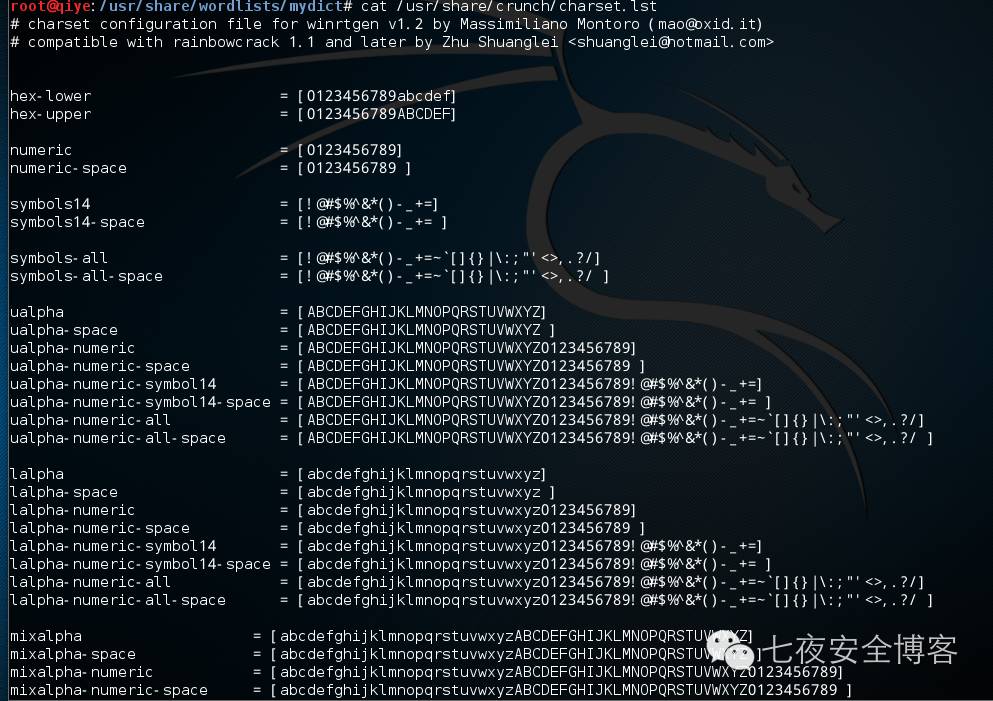 root@qiye:/usr/share/wordlists/mydict# cat /usr/share/crunch/charset.lst
# charset configuration file for winrtgen v1.2 by Massimiliano Montoro (mao@oxid.it)
# compatible with rainbowcrack 1.1 and later by Zhu Shuanglei <shuanglei@hotmail.com>
hex-lower = [0123456789abcdef]
hex-upper = [0123456789ABCDEF]
numeric = [0123456789]
numeric-space = [0123456789 ]
symbols14 = [!@#$%^&*()-_+=]
symbols14-space = [!@#$%^&*()-_+= ]
symbols-all = [!@#$%^&*()-_+=~`[]{}|\:;"'<>,.?/]
symbols-all-space = [!@#$%^&*()-_+=~`[]{}|\:;"'<>,.?/ ]
ualpha = [ABCDEFGHIJKLMNOPQRSTUVWXYZ]
ualpha-space = [ABCDEFGHIJKLMNOPQRSTUVWXYZ ]
ualpha-numeric = [ABCDEFGHIJKLMNOPQRSTUVWXYZ0123456789]
ualpha-numeric-space = [ABCDEFGHIJKLMNOPQRSTUVWXYZ0123456789 ]
ualpha-numeric-symbol14 = [ABCDEFGHIJKLMNOPQRSTUVWXYZ0123456789!@#$%^&*()-_+=]
ualpha-numeric-symbol14-space = [ABCDEFGHIJKLMNOPQRSTUVWXYZ0123456789!@#$%^&*()-_+= ]
ualpha-numeric-all = [ABCDEFGHIJKLMNOPQRSTUVWXYZ0123456789!@#$%^&*()-_+=~`[]{}|\:;"'<>,.?/]
ualpha-numeric-all-space = [ABCDEFGHIJKLMNOPQRSTUVWXYZ0123456789!@#$%^&*()-_+=~`[]{}|\:;"'<>,.?/ ]
lalpha = [abcdefghijklmnopqrstuvwxyz]
lalpha-space = [abcdefghijklmnopqrstuvwxyz ]
lalpha-numeric = [abcdefghijklmnopqrstuvwxyz0123456789]
lalpha-numeric-space = [abcdefghijklmnopqrstuvwxyz0123456789 ]
lalpha-numeric-symbol14 = [abcdefghijklmnopqrstuvwxyz0123456789!@#$%^&*()-_+=]
lalpha-numeric-symbol14-space = [abcdefghijklmnopqrstuvwxyz0123456789!@#$%^&*()-_+= ]
lalpha-numeric-all = [abcdefghijklmnopqrstuvwxyz0123456789!@#$%^&*()-_+=~`[]{}|\:;"'<>,.?/]
lalpha-numeric-all-space = [abcdefghijklmnopqrstuvwxyz0123456789!@#$%^&*()-_+=~`[]{}|\:;"'<>,.?/ ]
mixalpha = [abcdefghijklmnopqrstuvwxyzABCDEFGHIJKLMNOPQRSTUVWXYZ]
mixalpha-space = [abcdefghijklmnopqrstuvwxyzABCDEFGHIJKLMNOPQRSTUVWXYZ ]
七夜安全博客
mixalpha-numeric = [abcdefghijklmnopqrstuvwxyzABCDEFGHIJKLMNOPQRSTUVWXYZ0123456789]
mixalpha-numeric-space = [abcdefghijklmnopqrstuvwxyzABCDEFGHIJKLMNOPQRSTUVWXYZ0123456789 ]